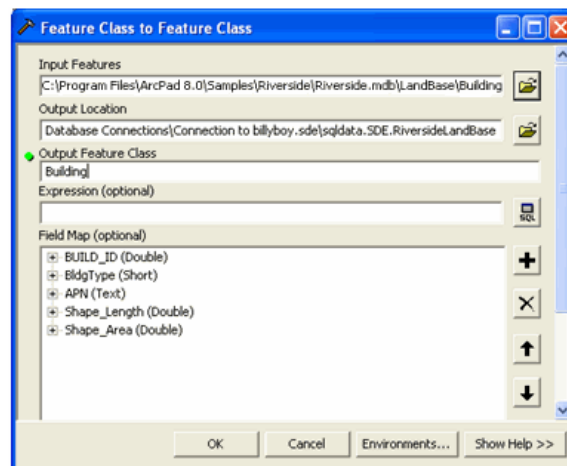 Feature Class to Feature Class
Input Features
C:\Program Files\ArcPad 8.0\Samples\Riverside\Riverside.mdb\LandBase\Building
Output Location
Database Connections\Connection to billyboy.sde\sqldata.SDE.RiversideLandBase
Output Feature Class
Building
Expression (optional)
SQL
Field Map (optional)
BUILD_ID (Double)
BldgType (Short)
APN (Text)
Shape_Length (Double)
Shape_Area (Double)
OK Cancel Environments... Show Help >>